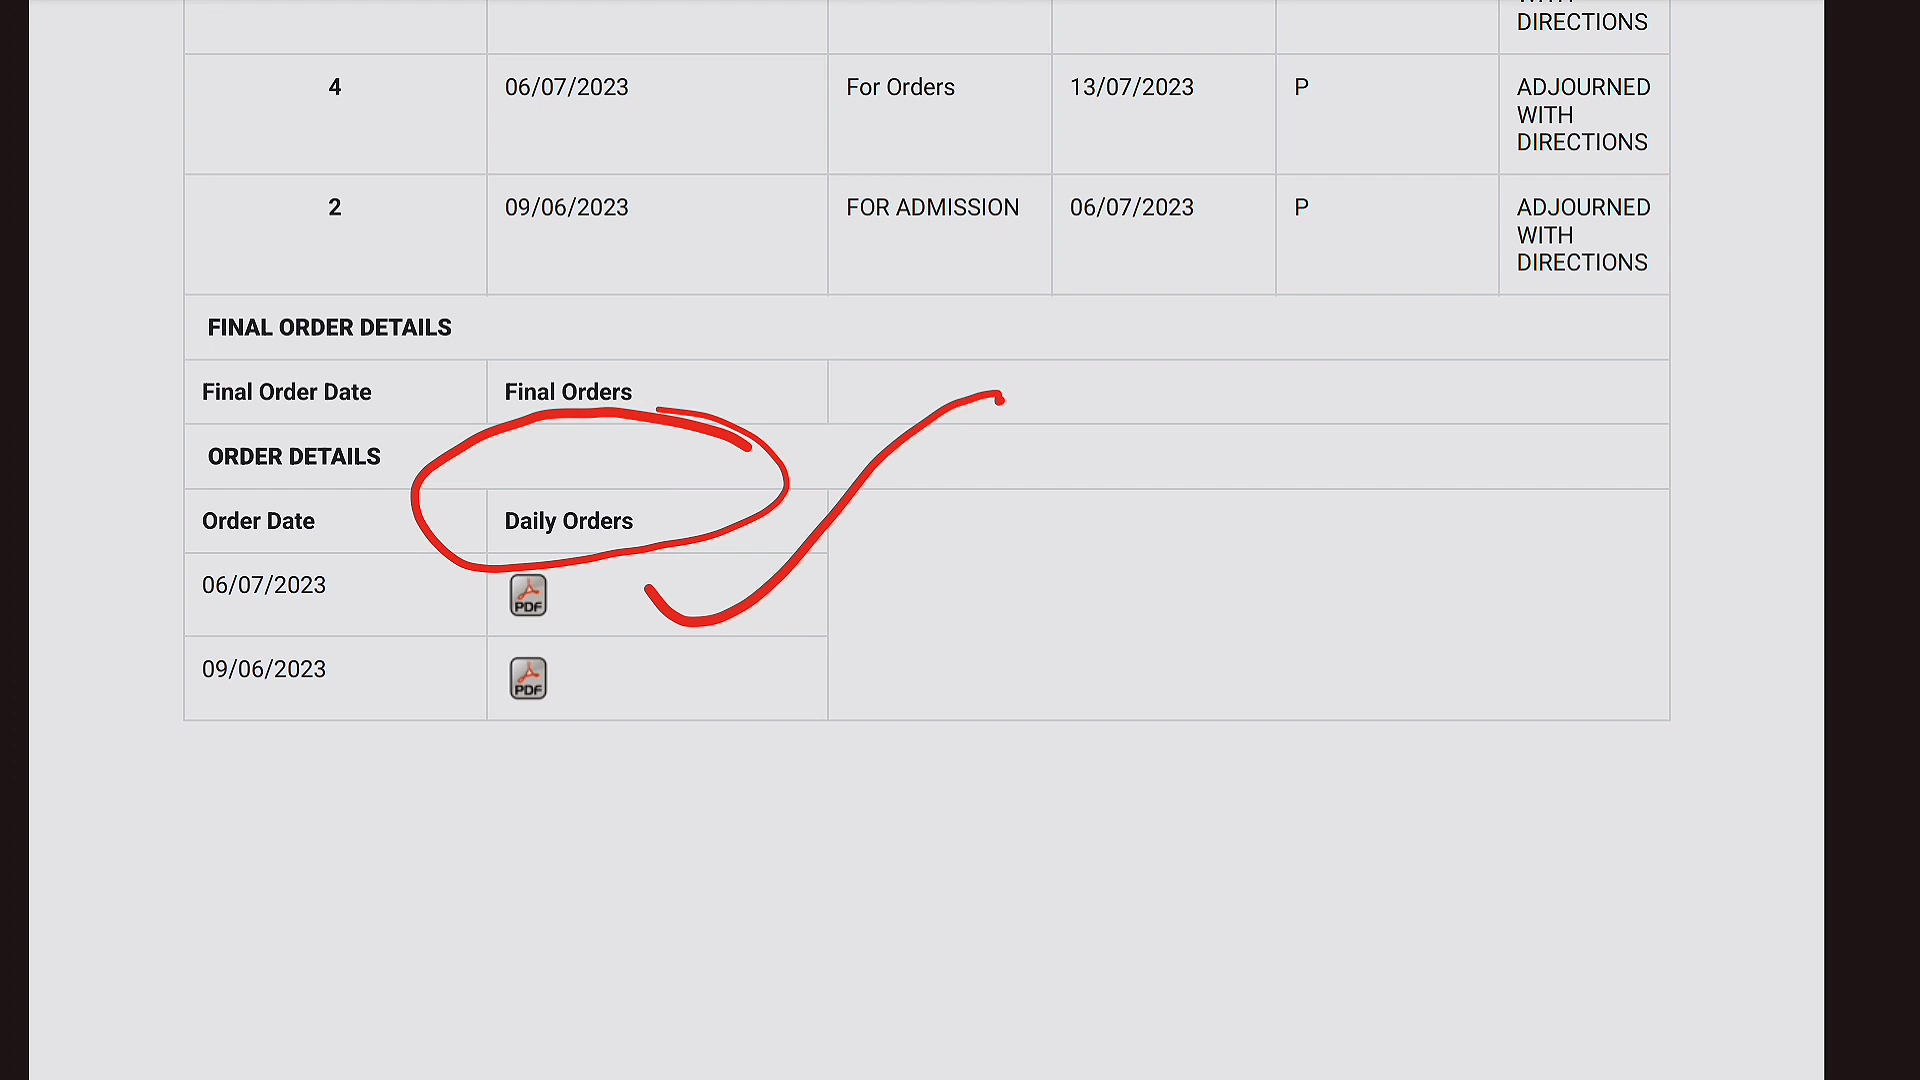 DIRECTIONS
4 06/07/2023 For Orders 13/07/2023 P ADJOURNED
WITH
DIRECTIONS
2 09/06/2023 FOR ADMISSION 06/07/2023 P ADJOURNED
WITH
DIRECTIONS
FINAL ORDER DETAILS
Final Order Date Final Orders
ORDER DETAILS
Order Date Daily Orders
06/07/2023 PDF
09/06/2023 PDF